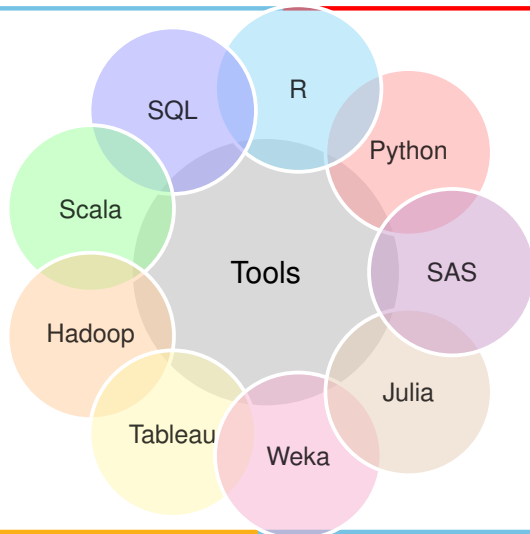 R
SQL
Python
Scala
Tools
SAS
Hadoop
Julia
Tableau
Weka